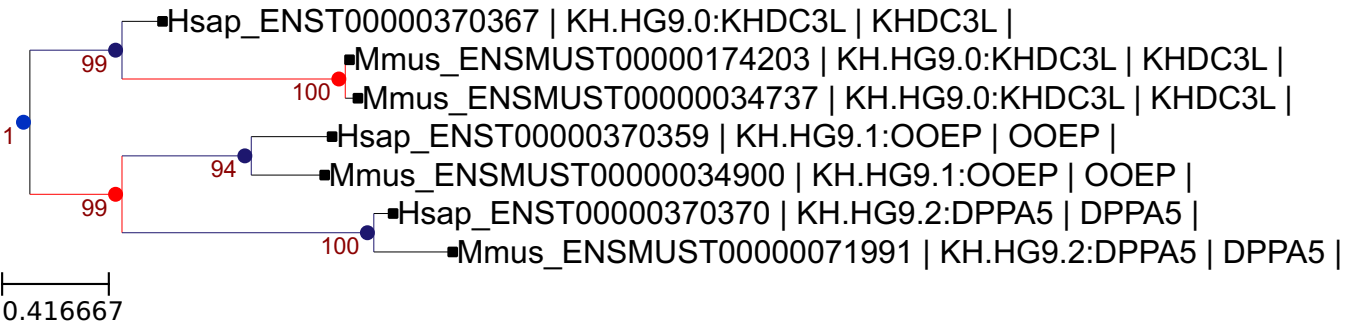 Hsap_ENST00000370367 | KH.HG9.0:KHDC3L | KHDC3L |
99
Mmus_ENSMUST00000174203 | KH.HG9.0:KHDC3L | KHDC3L |
100
Mmus_ENSMUST00000034737 | KH.HG9.0:KHDC3L | KHDC3L |
1
Hsap_ENST00000370359 | KH.HG9.1:OOEP | OOEP |
94
Mmus_ENSMUST00000034900 | KH.HG9.1:OOEP | OOEP |
99
Hsap_ENST00000370370 | KH.HG9.2:DPPA5 | DPPA5 |
100
Mmus_ENSMUST00000071991 | KH.HG9.2:DPPA5 | DPPA5 |
0.416667